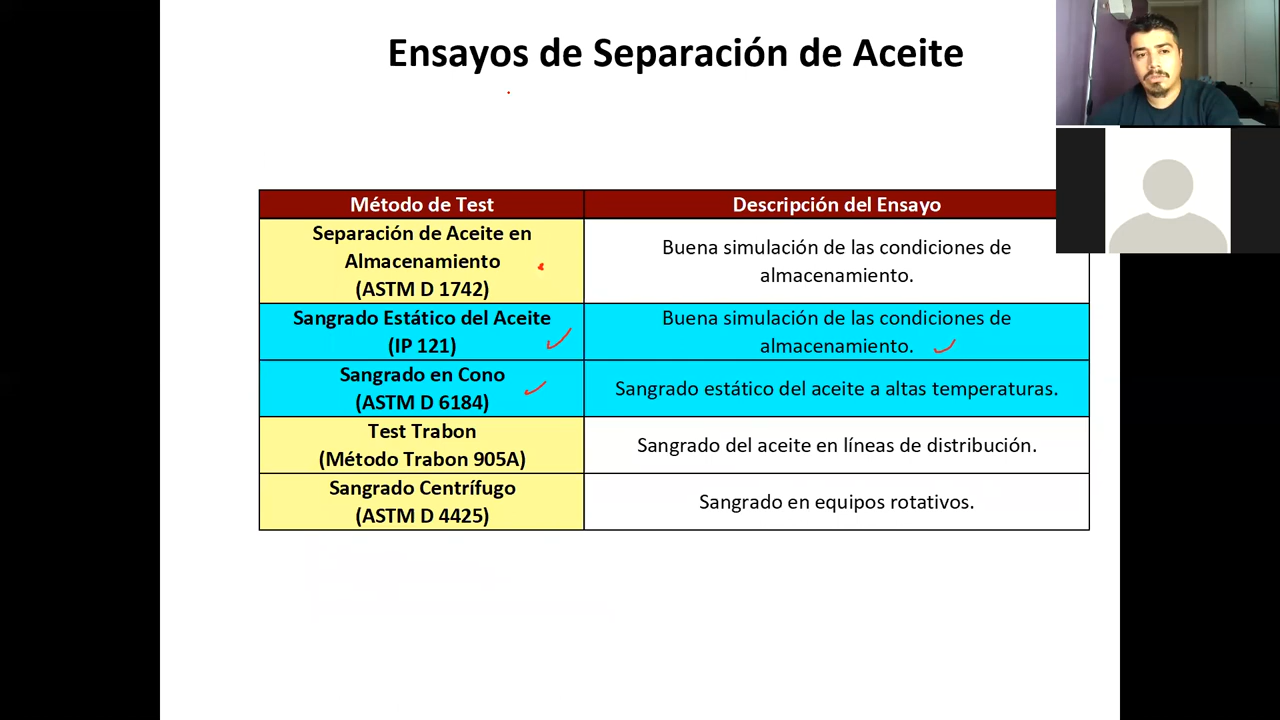 Ensayos de Separación de Aceite
Método de Test
Descripción del Ensayo
Separación de Aceite en
Almacenamiento
(ASTM D 1742)
Buena simulación de las condiciones de
almacenamiento.
Sangrado Estático del Aceite
(IP 121)
Buena simulación de las condiciones de
almacenamiento.
Sangrado en Cono
(ASTM D 6184)
Sangrado estático del aceite a altas temperaturas.
Test Trabon
(Método Trabon 905A)
Sangrado del aceite en líneas de distribución.
Sangrado Centrífugo
(ASTM D 4425)
Sangrado en equipos rotativos.